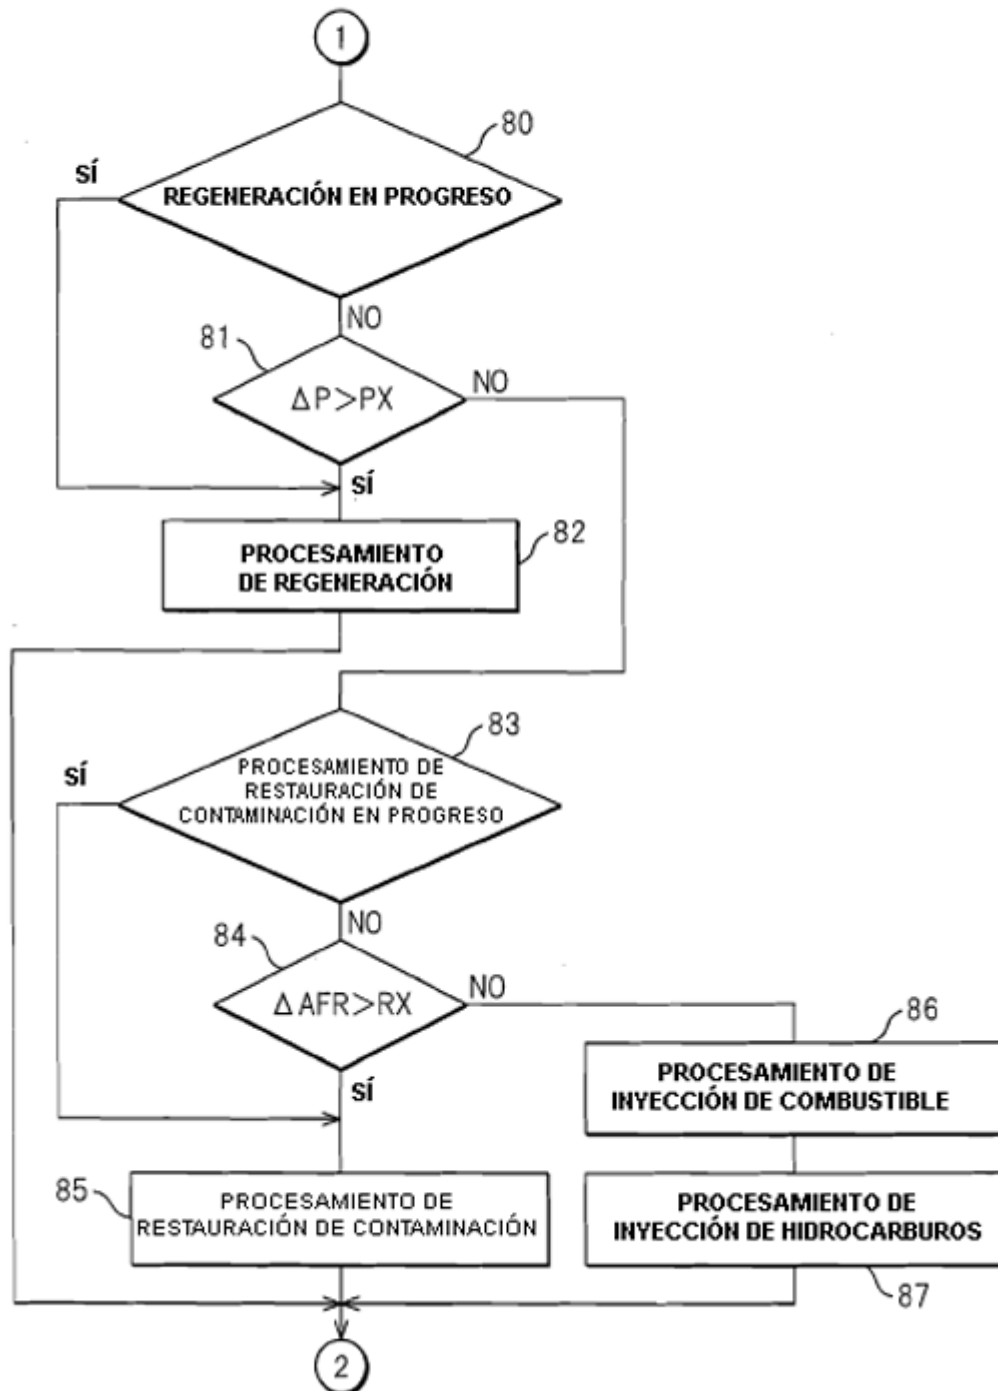 1
80
SÍ
REGENERACIÓN EN PROGRESO
NO
81
ΔP>PX
NO
SÍ
82
PROCESAMIENTO
DE REGENERACIÓN
83
SÍ
PROCESAMIENTO DE
RESTAURACIÓN DE
CONTAMINACIÓN EN PROGRESO
NO
84
ΔAFR>RX
NO
SÍ
86
PROCESAMIENTO DE
INYECCIÓN DE COMBUSTIBLE
85
PROCESAMIENTO DE
RESTAURACIÓN DE CONTAMINACIÓN
PROCESAMIENTO DE
INYECCIÓN DE HIDROCARBUROS
87
2